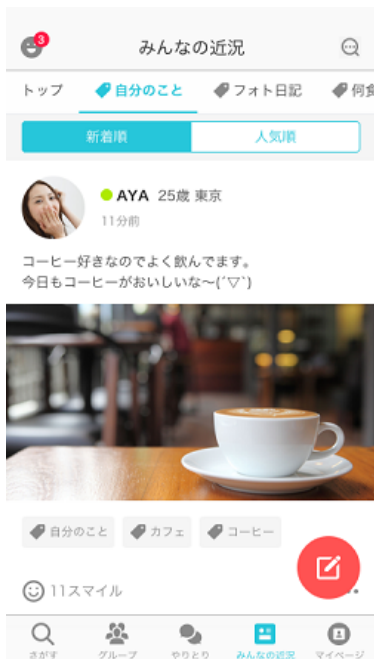 3
みんなの近況
トップ 自分のこと フォト日記 何食
新着順 人気順
AYA 25歳 東京
11分前
コーヒー好きなのでよく飲んでます。
今日もコーヒーがおいしいな〜(´▽`)
自分のこと カフェ コーヒー
11スマイル
さがす グループ やりとり みんなの近況 マイページ